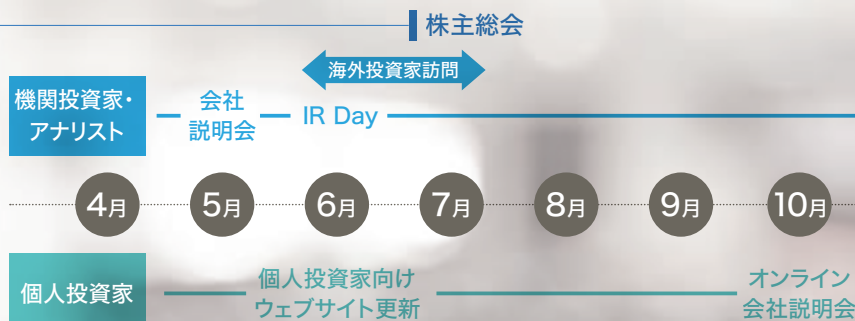 株主総会
海外投資家訪問
機関投資家・
アナリスト
会社
説明会
IR Day
4月 5月 6月 7月 8月 9月 10月
個人投資家
個人投資家向け
ウェブサイト更新
オンライン
会社説明会